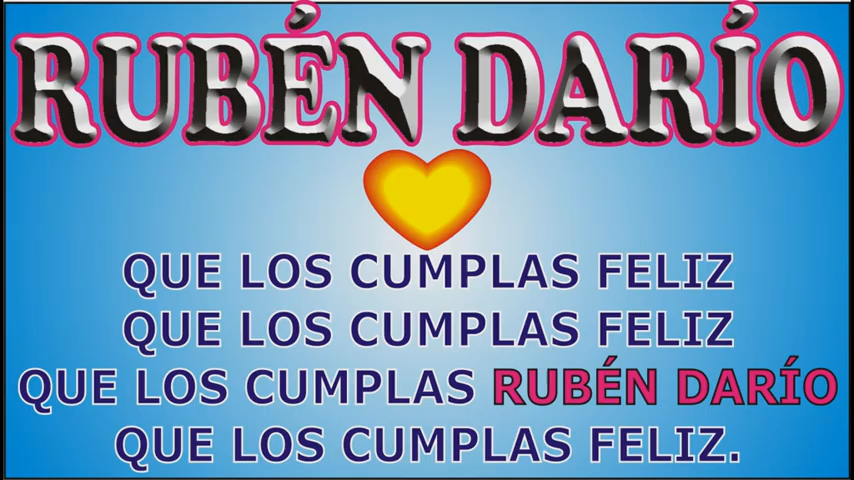 RUBÉN DARÍO
QUE LOS CUMPLAS FELIZ
QUE LOS CUMPLAS FELIZ
QUE LOS CUMPLAS RUBÉN DARÍO
QUE LOS CUMPLAS FELIZ.